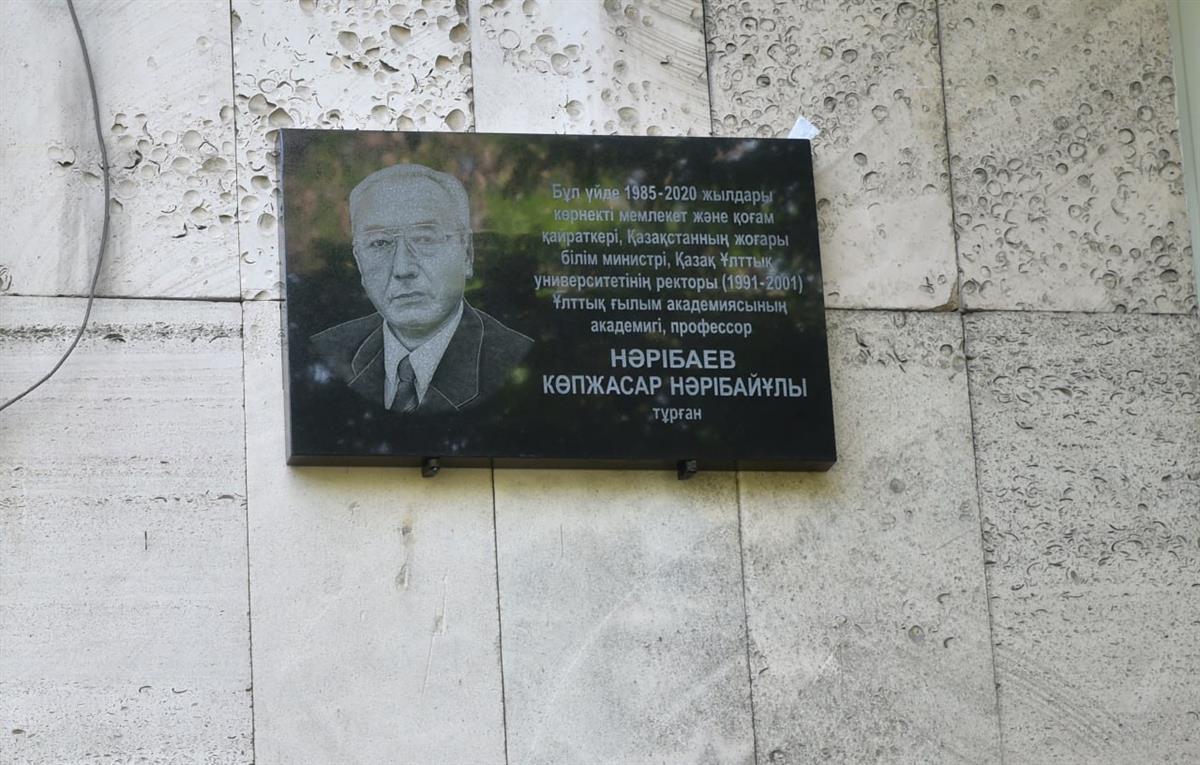 Бұл үйде 1985-2020 жылдары
көрнекті мемлекет және қоғам
қайраткері, Қазақстанның жоғары
білім министрі, Қазақ Ұлттық
университетінің ректоры (1991-2001)
Ұлттық ғылым академиясының
академигі, профессор
НӘРІБАЕВ
КӨПЖАСАР НӘРІБАЙҰЛЫ
тұрған